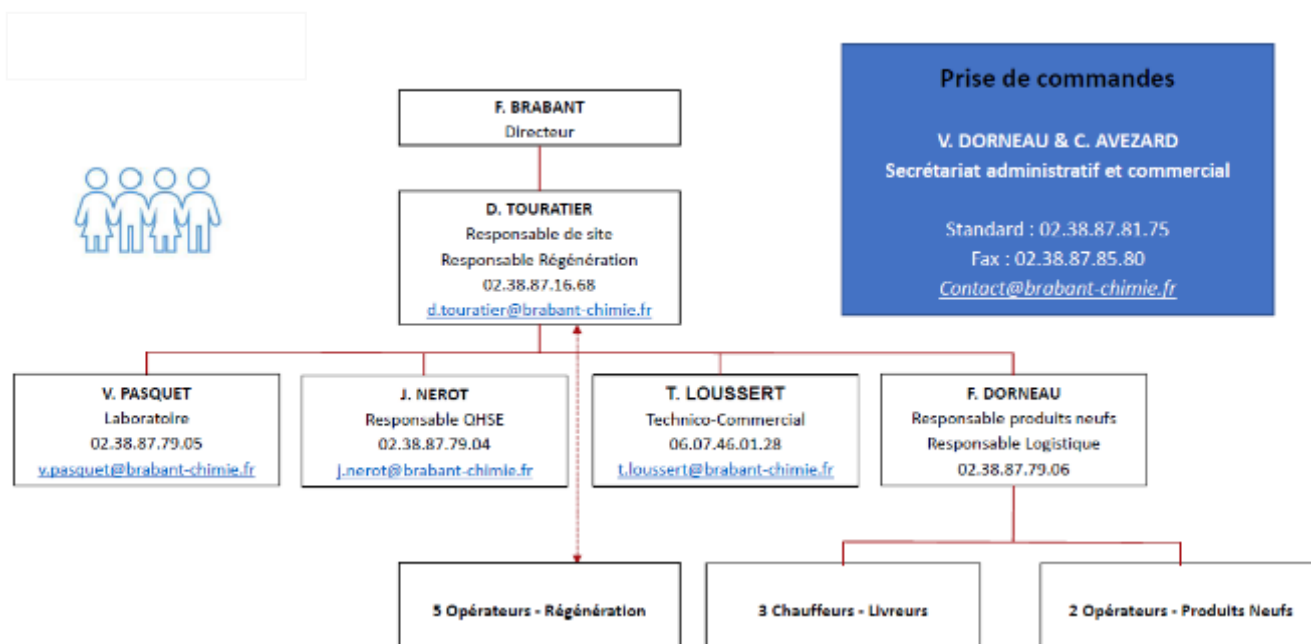 Prise de commandes
V. DORNEAU & C. AVEZARD
Secrétariat administratif et commercial
Standard : 02.38.87.81.75
Fax : 02.38.87.85.80
Contact@brabant-chimie.fr
F. BRABANT
Directeur
D. TOURATIER
Responsable de site
Responsable Régénération
02.38.87.16.68
d.touratier@brabant-chimie.fr
V. PASQUET
Laboratoire
02.38.87.79.05
v.pasquet@brabant-chimie.fr
J. NEROT
Responsable QHSE
02.38.87.79.04
j.nerot@brabant-chimie.fr
T. LOUSSERT
Technico-Commercial
06.07.46.01.28
t.loussert@brabant-chimie.fr
F. DORNEAU
Responsable produits neufs
Responsable Logistique
02.38.87.79.06
5 Opérateurs - Régénération
3 Chauffeurs - Livreurs
2 Opérateurs - Produits Neufs